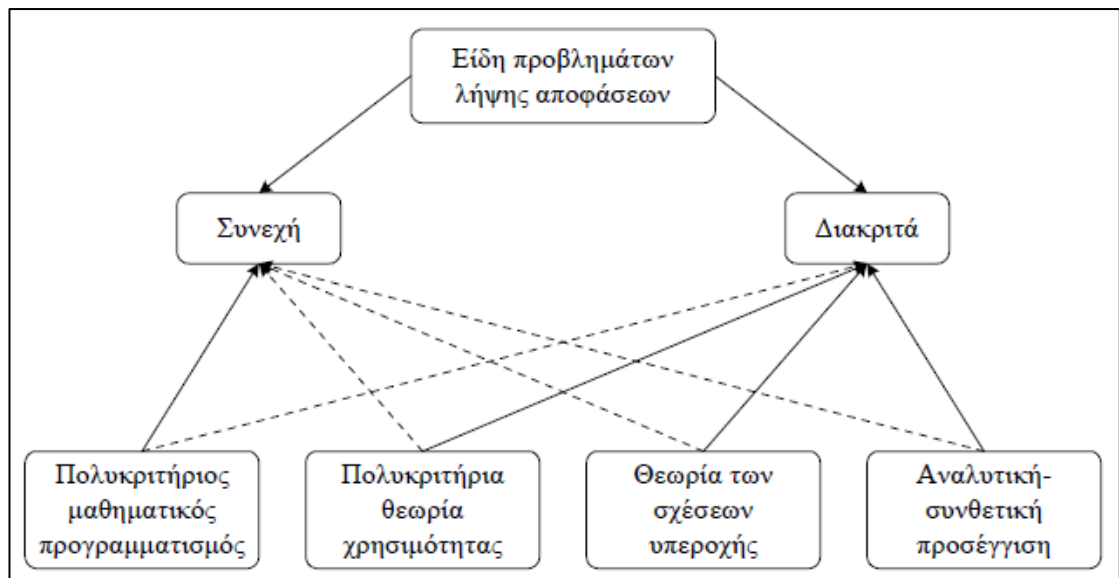 Είδη προβλημάτων
λήψης αποφάσεων
Συνεχή
Διακριτά
Πολυκριτήριος
μαθηματικός
προγραμματισμός
Πολυκριτήρια
θεωρία
χρησιμότητας
Θεωρία των
σχέσεων
υπεροχής
Αναλυτική-
συνθετική
προσέγγιση